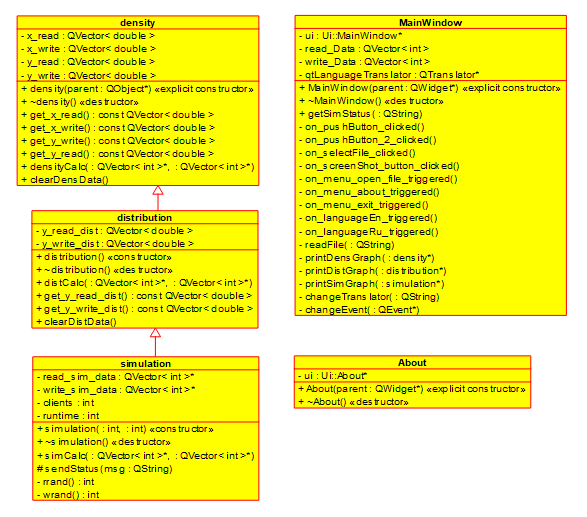 density
- x_read : QVector< double >
- x_write : QVector< double >
- y_read : QVector< double >
- y_write : QVector< double >
+ density(parent : QObject*) «explicit constructor»
+ ~density() «destructor»
+ get_x_read() : const QVector< double >
+ get_x_write() : const QVector< double >
+ get_y_write() : const QVector< double >
+ get_y_read() : const QVector< double >
+ densityCalc( : QVector< int >*, : QVector< int >*)
+ clearDensData()
distribution
- y_read_dist : QVector< double >
- y_write_dist : QVector< double >
+ distribution() «constructor»
+ ~distribution() «destructor»
+ distCalc( : QVector< int >*, : QVector< int >*)
+ get_y_read_dist() : const QVector< double >
+ get_y_write_dist() : const QVector< double >
+ clearDistData()
simulation
- read_sim_data : QVector< int >*
- write_sim_data : QVector< int >*
- clients : int
- runtime : int
+ simulation( : int, : int) «constructor»
+ ~simulation() «destructor»
+ simCalc( : QVector< int >*, : QVector< int >*)
# sendStatus(msg : QString)
- rrand() : int
- wrand() : int
MainWindow
- ui : Ui::MainWindow*
- read_Data : QVector< int >
- write_Data : QVector< int >
- qtLanguageTranslator : QTranslator*
+ MainWindow(parent : QWidget*) «explicit constructor»
+ ~MainWindow() «destructor»
+ getSimStatus( : QString)
- on_pushButton_clicked()
- on_pushButton_2_clicked()
- on_selectFile_clicked()
- on_screenShot_button_clicked()
- on_menu_open_file_triggered()
- on_menu_about_triggered()
- on_menu_exit_triggered()
- on_languageEn_triggered()
- on_languageRu_triggered()
- readFile( : QString)
- printDensGraph( : density*)
- printDistGraph( : distribution*)
- printSimGraph( : simulation*)
- changeTranslator( : QString)
- changeEvent( : QEvent*)
About
- ui : Ui::About*
+ About(parent : QWidget*) «explicit constructor»
+ ~About() «destructor»